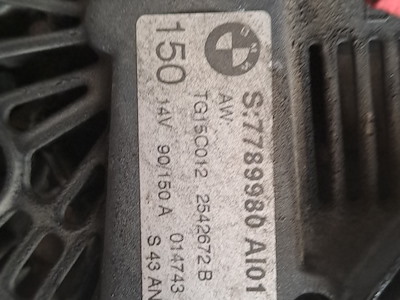 S:7789980 AI01
AW
TG15C012 2542672 B
150
14V 90/150 A 014743
S 43 AN